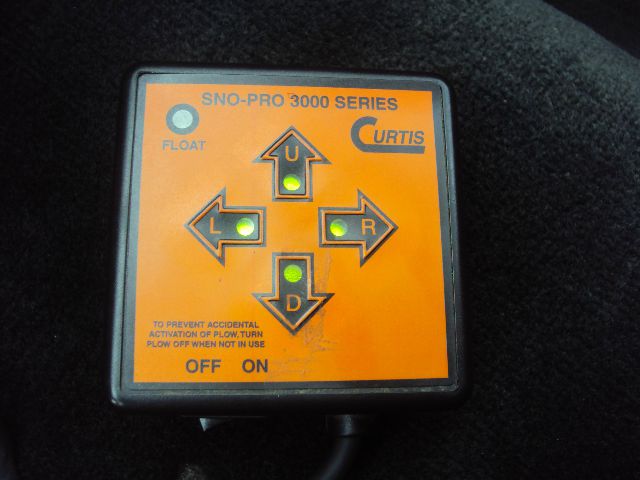 SNO-PRO 3000 SERIES
CURTIS
FLOAT
U
L
R
D
TO PREVENT ACCIDENTAL
ACTIVATION OF PLOW, TURN
PLOW OFF WHEN NOT IN USE
OFF ON